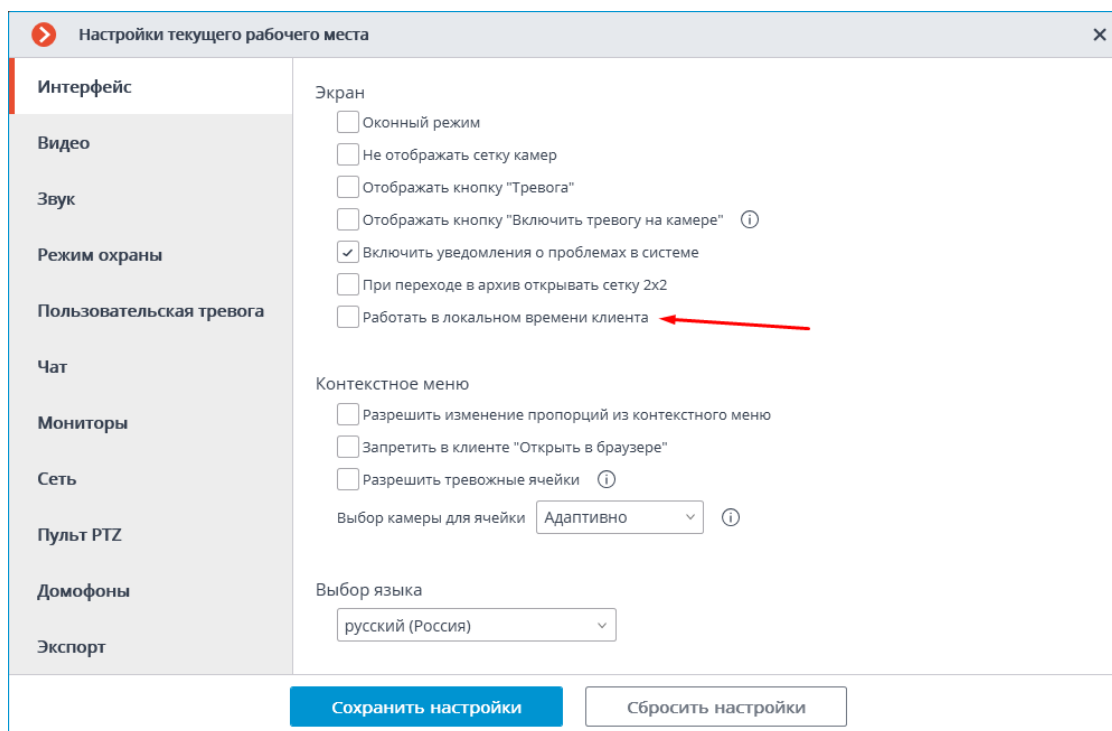 Настройки текущего рабочего места
Интерфейс
Видео
Звук
Режим охраны
Пользовательская тревога
Чат
Мониторы
Сеть
Пульт PTZ
Домофоны
Экспорт
Экран
Оконный режим
Не отображать сетку камер
Отображать кнопку "Тревога"
Отображать кнопку "Включить тревогу на камере"
Включить уведомления о проблемах в системе
При переходе в архив открывать сетку 2x2
Работать в локальном времени клиента
Контекстное меню
Разрешить изменение пропорций из контекстного меню
Запретить в клиенте "Открыть в браузере"
Разрешить тревожные ячейки
Выбор камеры для ячейки Адаптивно
Выбор языка
русский (Россия)
Сохранить настройки Сбросить настройки